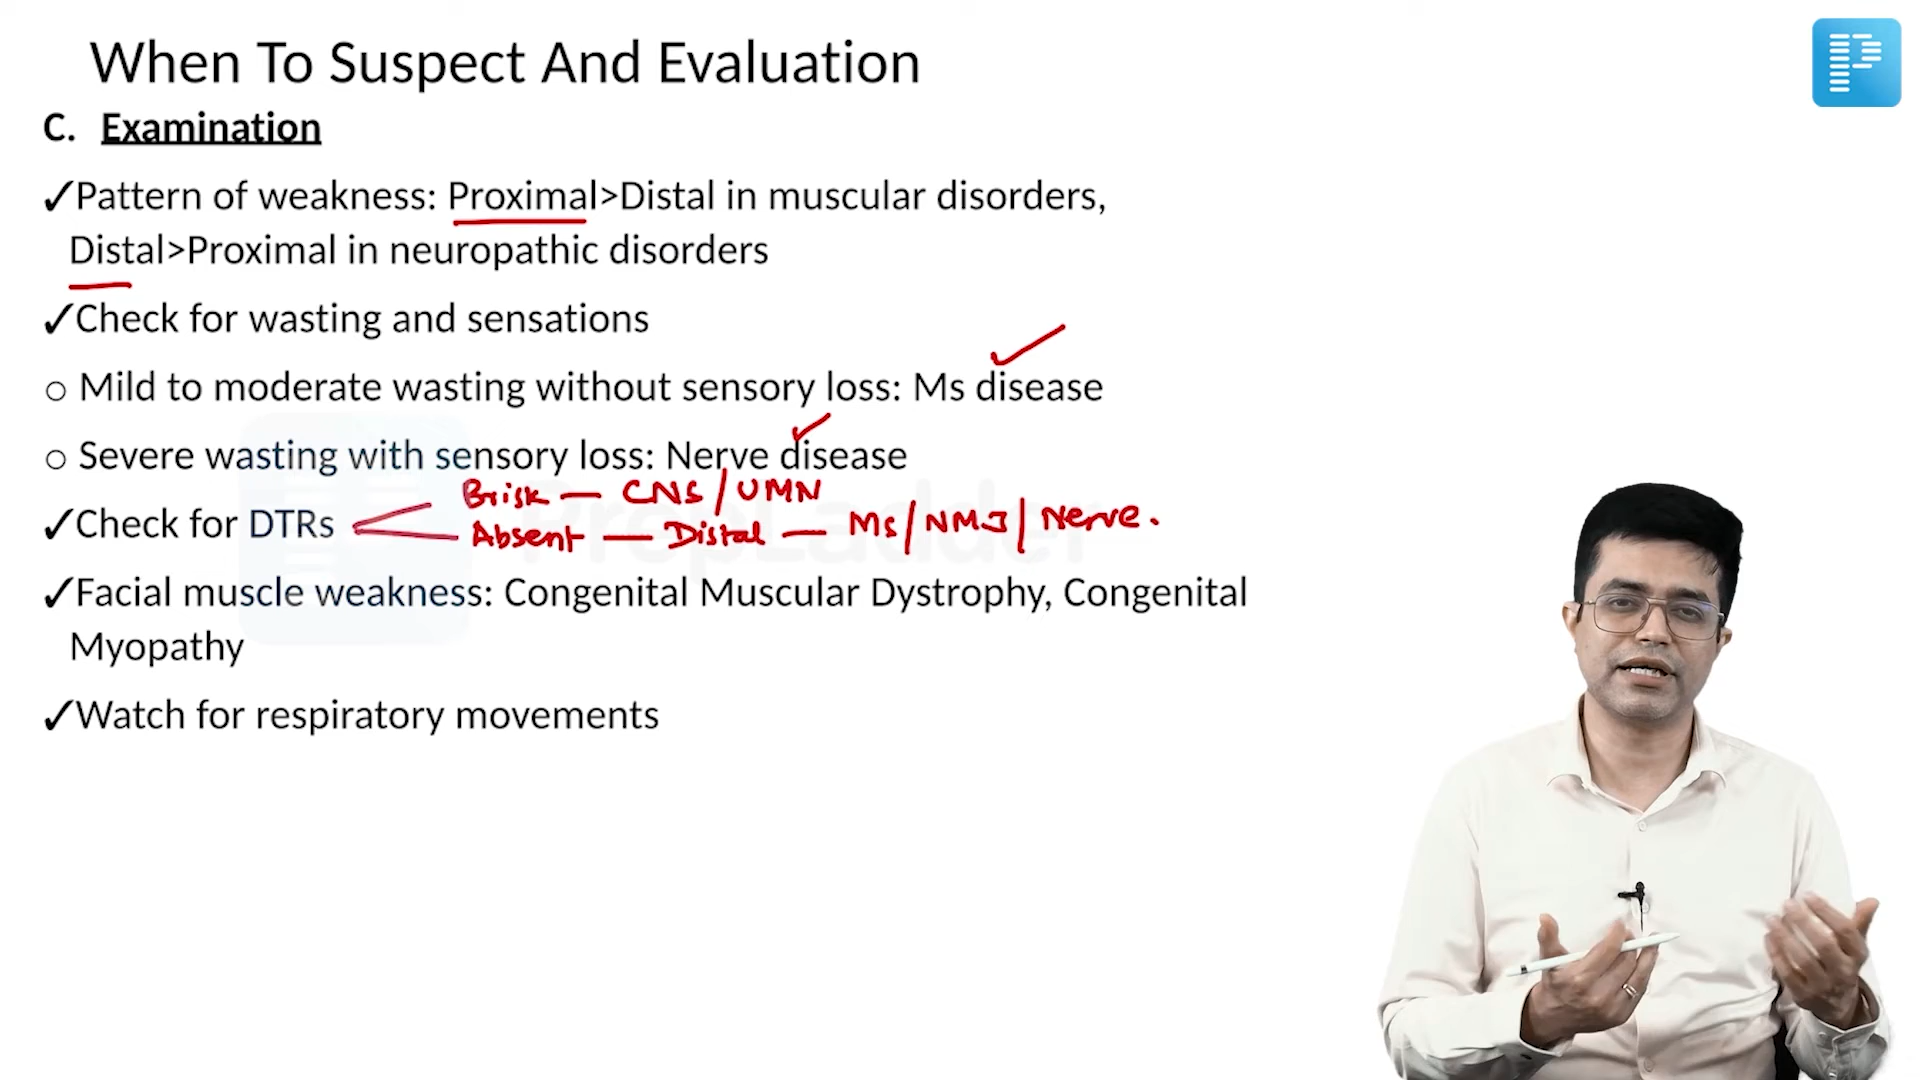 When To Suspect And Evaluation
C. Examination
✓Pattern of weakness: Proximal>Distal in muscular disorders,
Distal>Proximal in neuropathic disorders
✓Check for wasting and sensations
○ Mild to moderate wasting without sensory loss: Ms disease
○ Severe wasting with sensory loss: Nerve disease
Brisk — CNS/UMN
✓Check for DTRs
Absent — Distal — Ms/NMJ/Nerve.
✓Facial muscle weakness: Congenital Muscular Dystrophy, Congenital
Myopathy
✓Watch for respiratory movements
PrepLadder